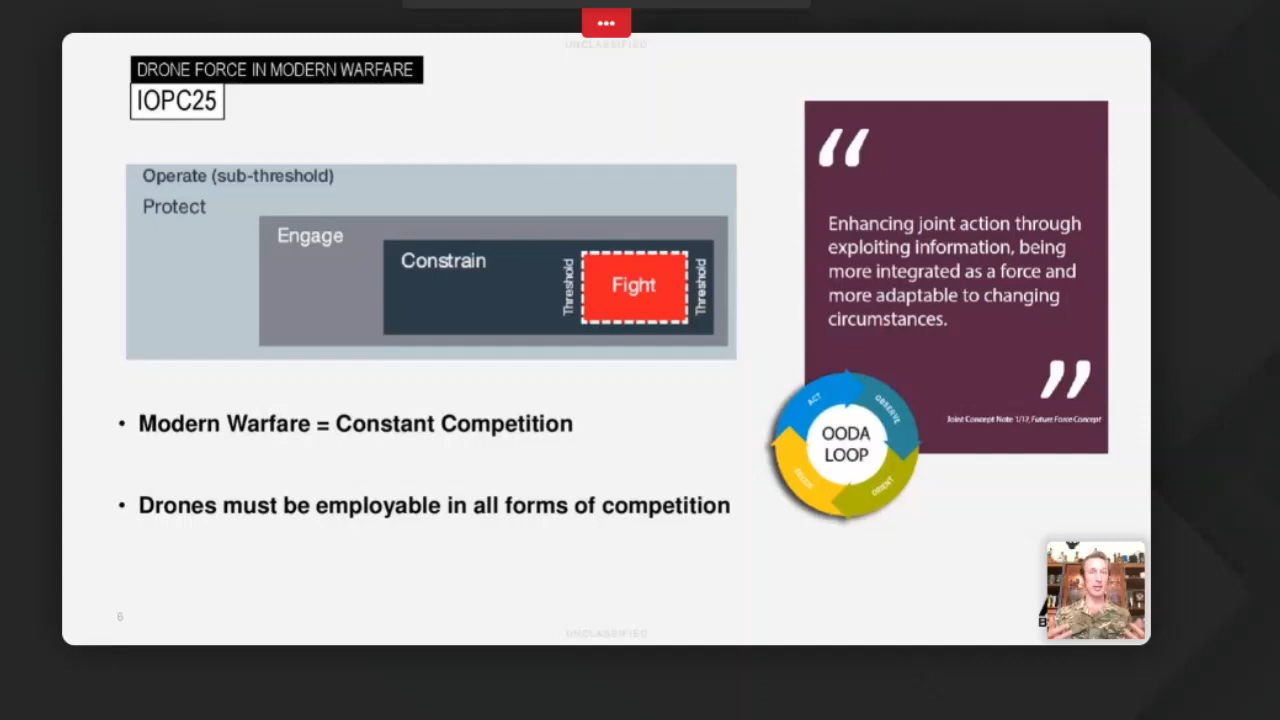 UNCLASSIFIED
DRONE FORCE IN MODERN WARFARE
IOPC25
Operate (sub-threshold)
Protect
Engage
Constrain
Threshold
Fight
Threshold
“
Enhancing joint action through
exploiting information, being
more integrated as a force and
more adaptable to changing
circumstances.
”
Joint Concept Note 1/17, Future Force Concept
ACT
OBSERVE
OODA
LOOP
DECIDE
ORIENT
• Modern Warfare = Constant Competition
• Drones must be employable in all forms of competition
6
UNCLASSIFIED